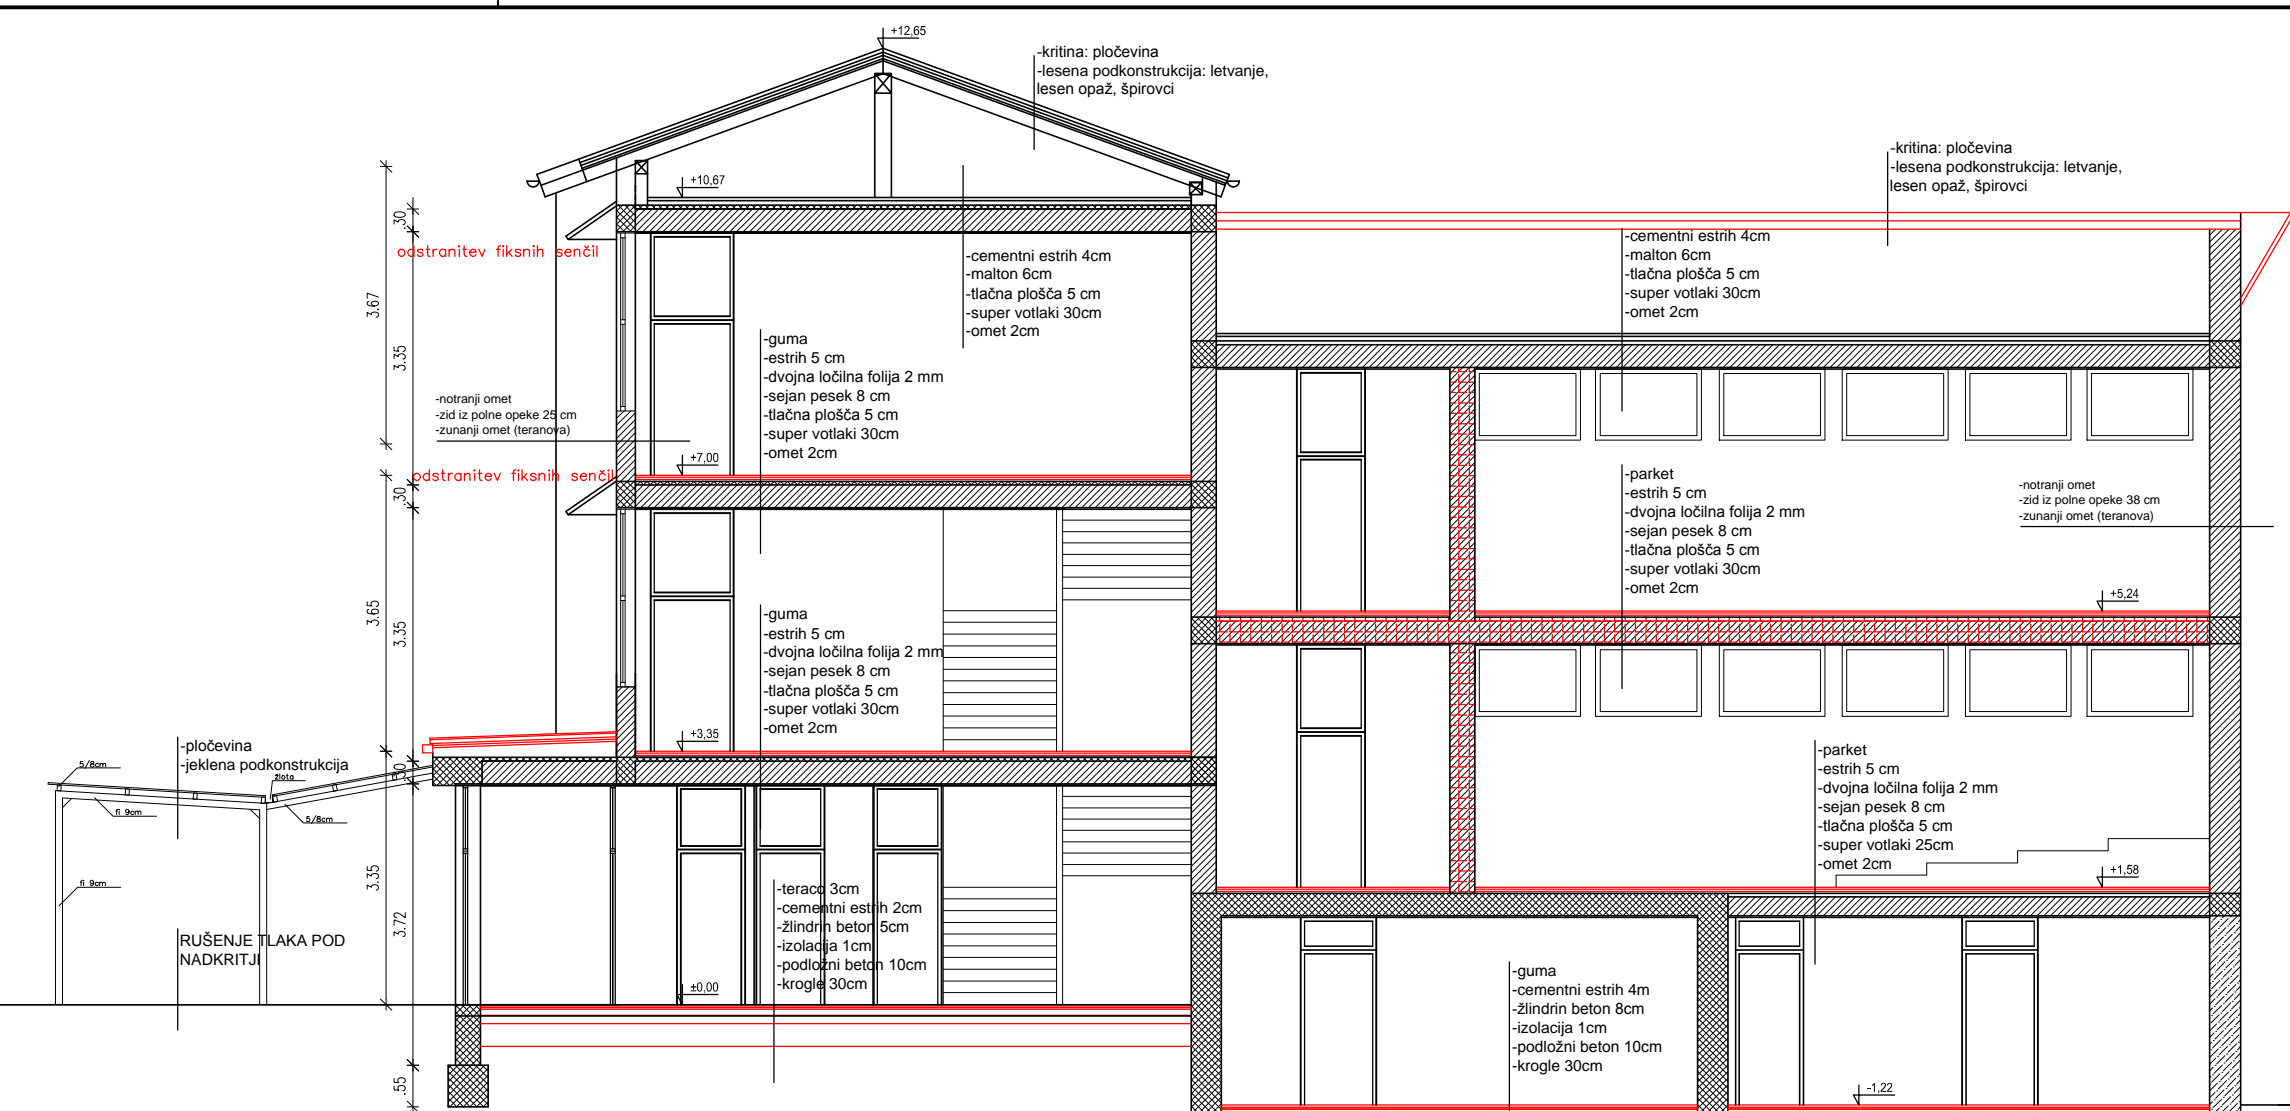 +12,65
-kritina: pločevina
-lesena podkonstrukcija: letvanje,
lesen opaž, špirovci
-kritina: pločevina
-lesena podkonstrukcija: letvanje,
lesen opaž, špirovci
+10,67
.30
odstranitev fiksnih senčil
-cementni estrih 4cm
-malton 6cm
-tlačna plošča 5 cm
-super votlaki 30cm
-omet 2cm
-cementni estrih 4cm
-malton 6cm
-tlačna plošča 5 cm
-super votlaki 30cm
-omet 2cm
3.67
3.35
-guma
-estrih 5 cm
-dvojna ločilna folija 2 mm
-sejan pesek 8 cm
-tlačna plošča 5 cm
-super votlaki 30cm
-omet 2cm
-notranji omet
-zid iz polne opeke 25 cm
-zunanji omet (teranova)
+7,00
odstranitev fiksnih senčil
.30
-parket
-estrih 5 cm
-dvojna ločilna folija 2 mm
-sejan pesek 8 cm
-tlačna plošča 5 cm
-super votlaki 30cm
-omet 2cm
-notranji omet
-zid iz polne opeke 38 cm
-zunanji omet (teranova)
+5,24
3.65
3.35
-guma
-estrih 5 cm
-dvojna ločilna folija 2 mm
-sejan pesek 8 cm
-tlačna plošča 5 cm
-super votlaki 30cm
-omet 2cm
+3,35
-pločevina
-jeklena podkonstrukcija
5/8cm
žlota
.30
fi 9cm
5/8cm
-parket
-estrih 5 cm
-dvojna ločilna folija 2 mm
-sejan pesek 8 cm
-tlačna plošča 5 cm
-super votlaki 25cm
-omet 2cm
+1,58
fi 9cm
3.35
3.72
-teraco 3cm
-cementni estrih 2cm
-žlindrin beton 5cm
-izolacija 1cm
-podložni beton 10cm
-krogle 30cm
RUŠENJE TLAKA POD
NADKRITJI
±0,00
-guma
-cementni estrih 4m
-žlindrin beton 8cm
-izolacija 1cm
-podložni beton 10cm
-krogle 30cm
.55
-1,22